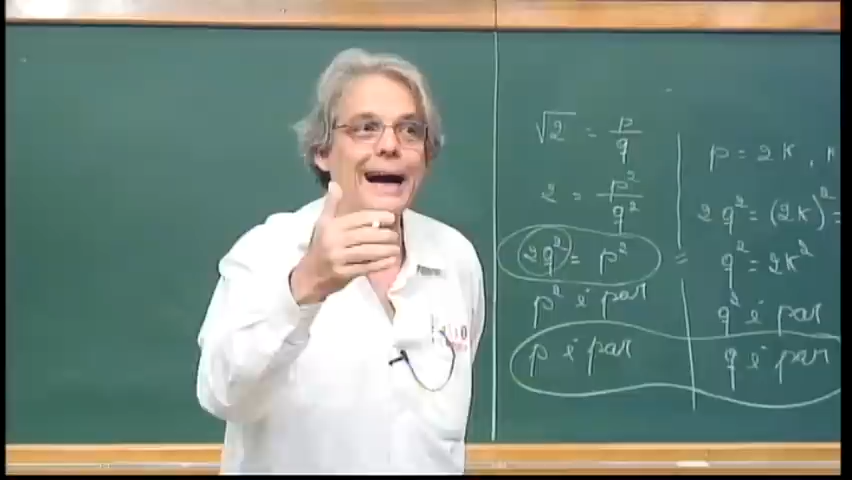 √2 = p/q
2 = p²/q²
2q² = p²
p² é par
p é par
p = 2k,
2q² = (2k)² =
q² = 2k²
q² é par
q é par